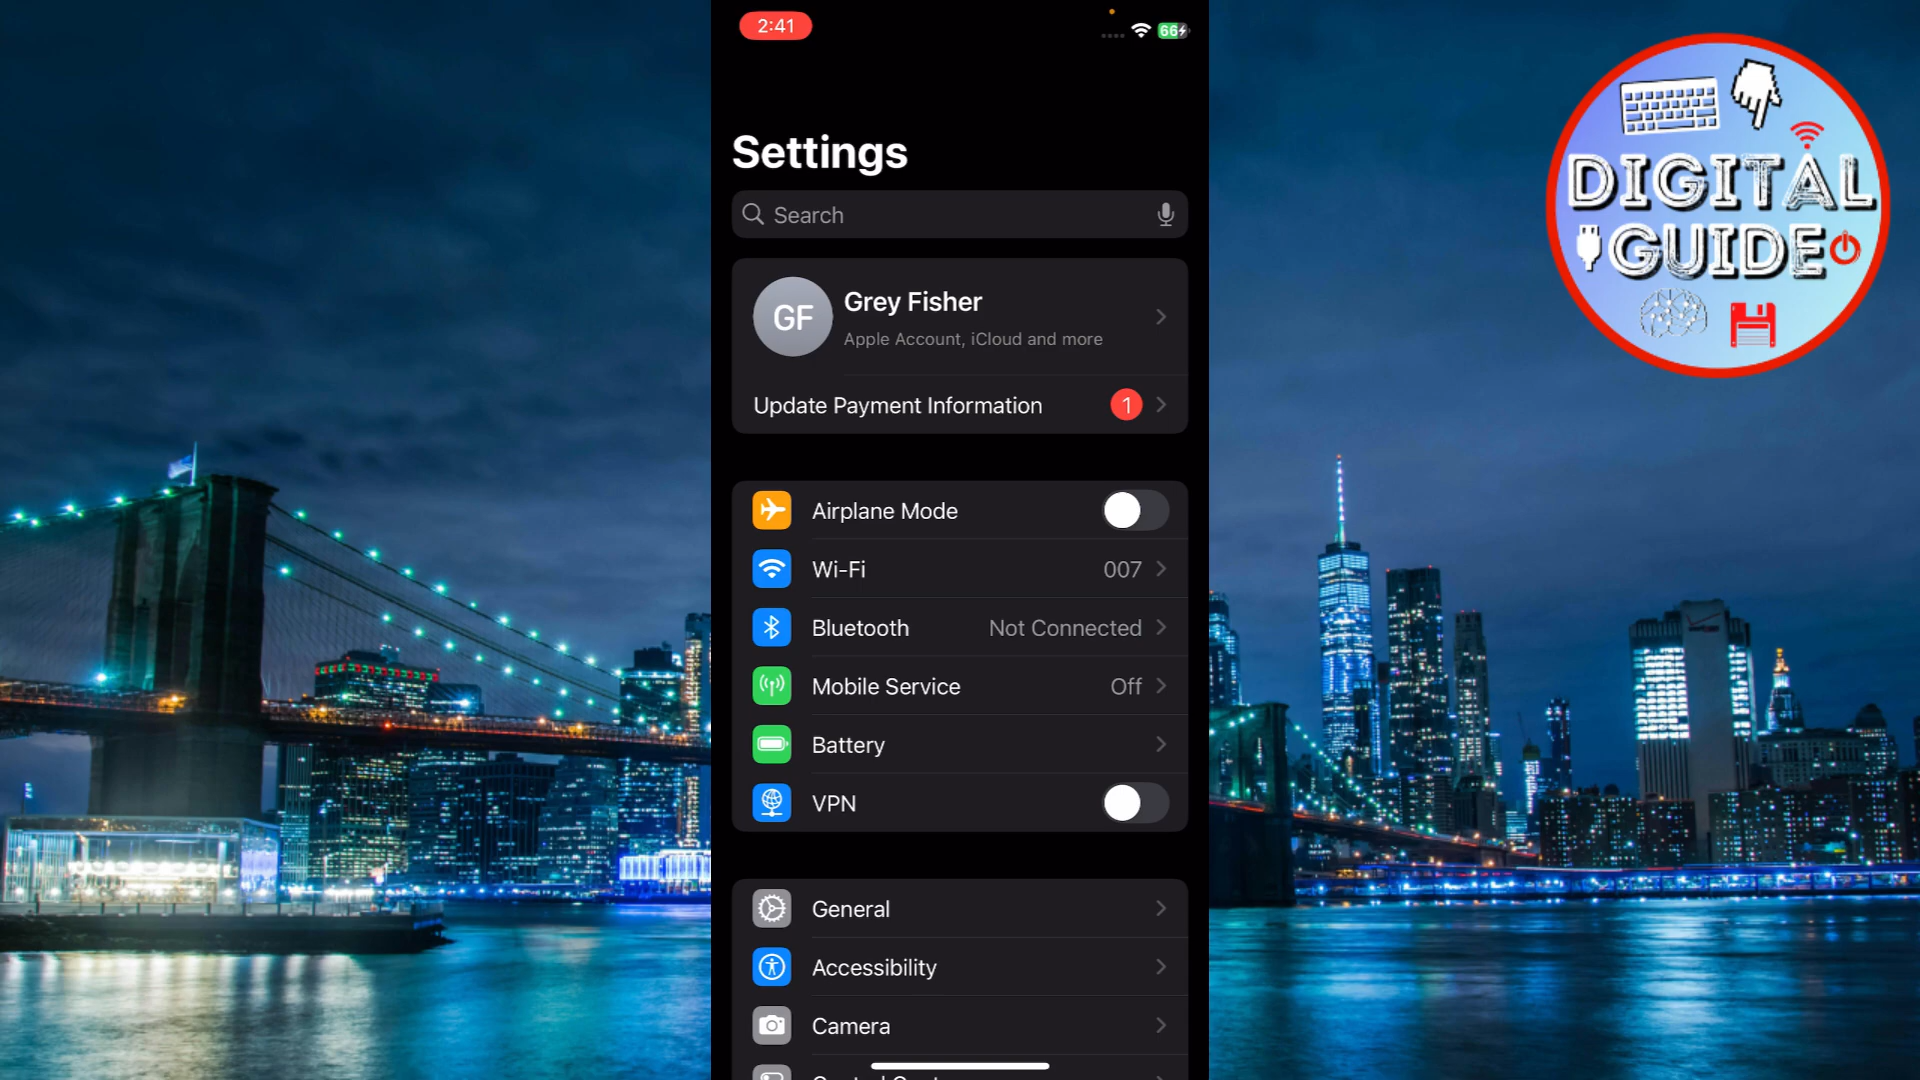 2:41
66
Settings
Search
GF
Grey Fisher
Apple Account, iCloud and more
Update Payment Information
1
Airplane Mode
Wi-Fi
007
Bluetooth
Not Connected
Mobile Service
Off
Battery
VPN
General
Accessibility
Camera
DIGITAL
GUIDE